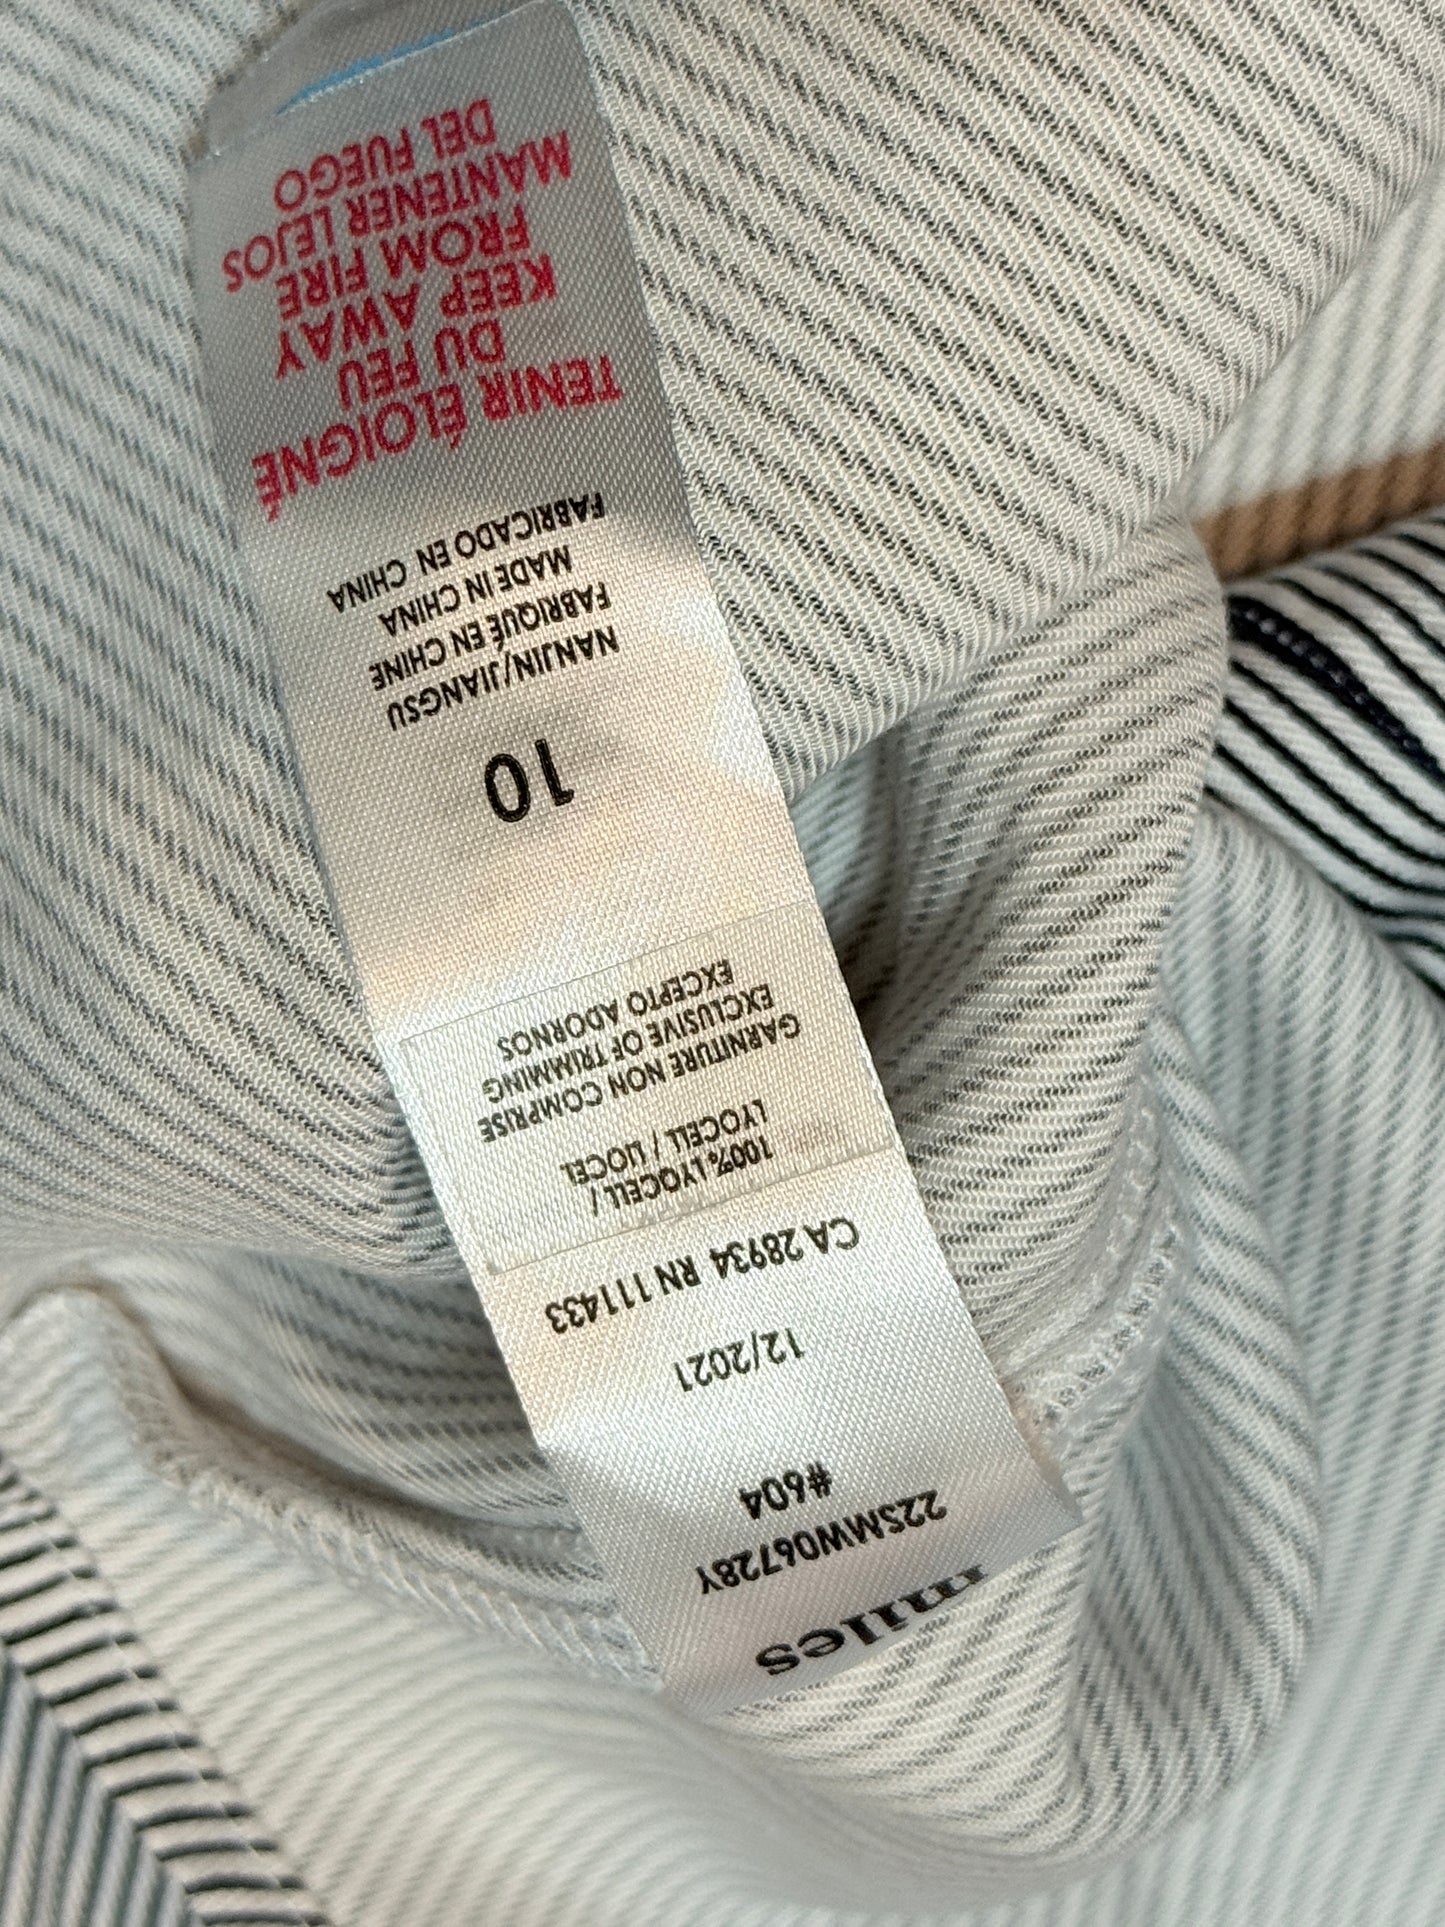 TENIR ÉLOIGNÉ
DU FEU
KEEP AWAY
FROM FIRE
MANTENER LEJOS
DEL FUEGO
miles
22SMW06728Y
#604
12/2021
CA 28934 RN 111433
100% LYOCELL /
LYOCELL / LIOCEL
GARNITURE NON COMPRISE
EXCLUSIVE OF TRIMMING
EXCEPTO ADORNOS
10
NANJIN/JIANGSU
FABRIQUÉ EN CHINE
MADE IN CHINA
FABRICADO EN CHINA